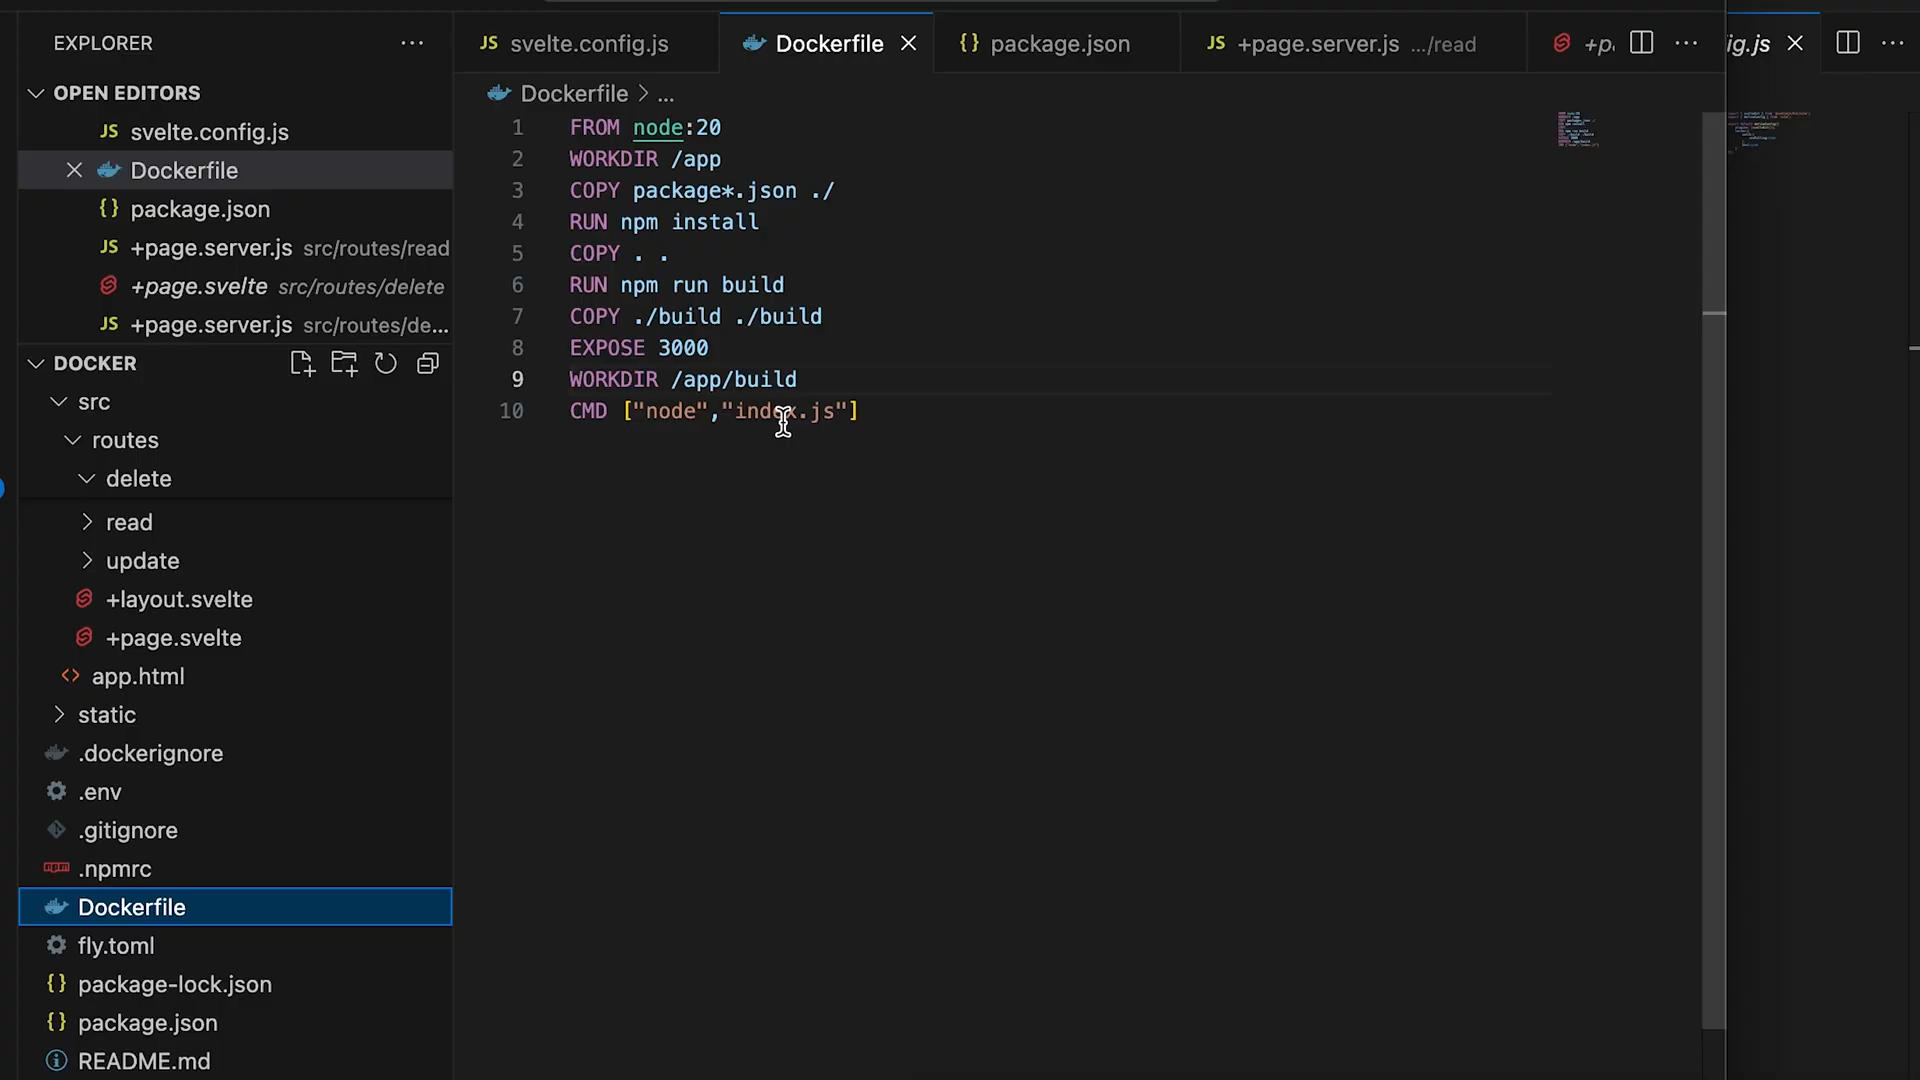 EXPLORER
OPEN EDITORS
JS svelte.config.js
Dockerfile
{} package.json
JS +page.server.js src/routes/read
+page.svelte src/routes/delete
JS +page.server.js src/routes/de...
DOCKER
src
routes
delete
read
update
+layout.svelte
+page.svelte
<> app.html
static
.dockerignore
.env
.gitignore
npm .npmrc
Dockerfile
fly.toml
{} package-lock.json
{} package.json
README.md
JS svelte.config.js
Dockerfile
{} package.json
JS +page.server.js .../read
+p
ig.js
Dockerfile > ...
1 FROM node:20
2 WORKDIR /app
3 COPY package*.json ./
4 RUN npm install
5 COPY . .
6 RUN npm run build
7 COPY ./build ./build
8 EXPOSE 3000
9 WORKDIR /app/build
10 CMD ["node","index.js"]